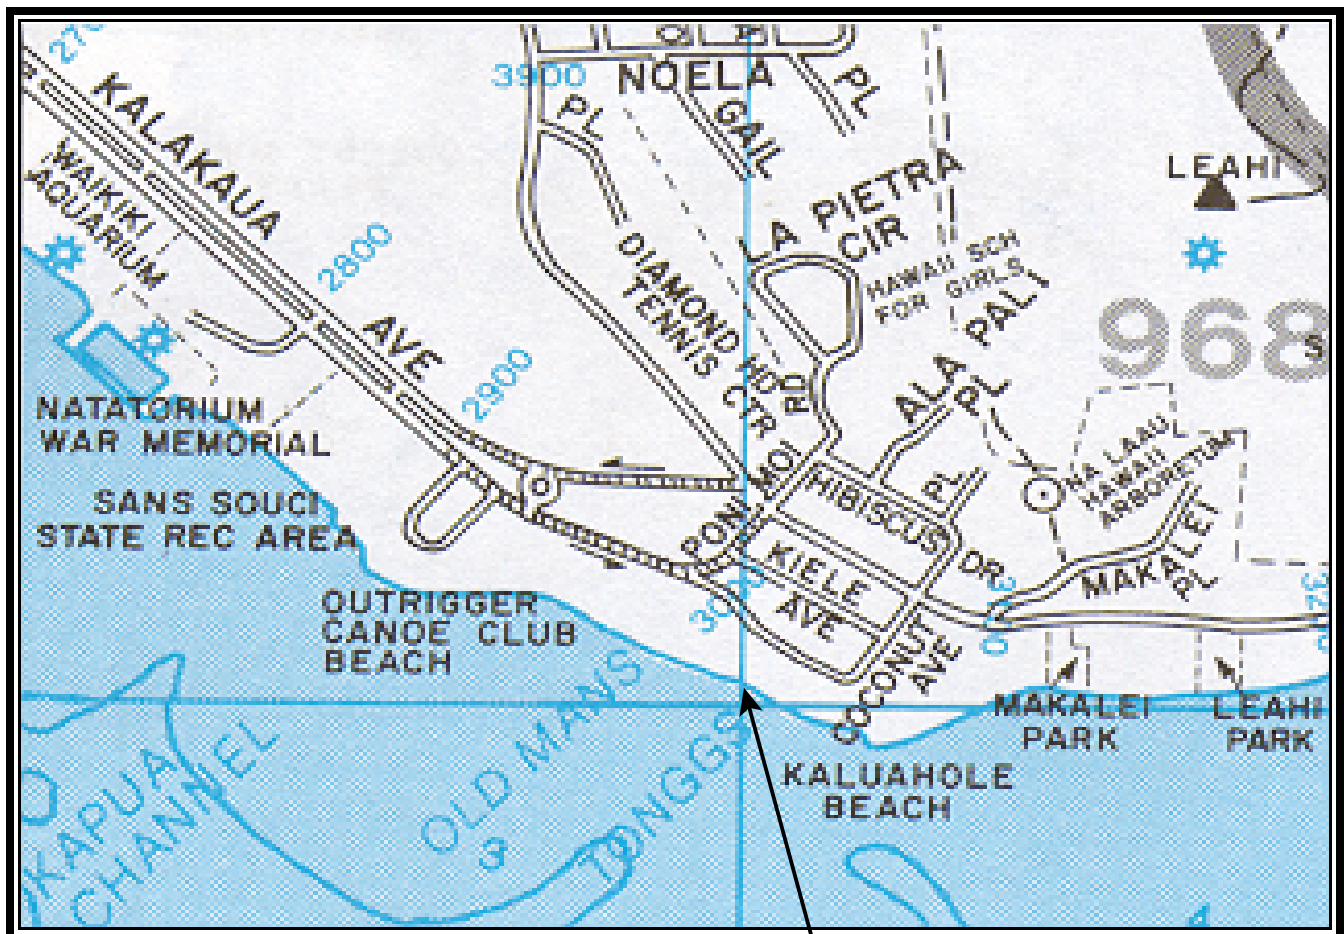 270
KALAKAUA
AVE
WAIKIKI
AQUARIUM
2800
2900
3900
NOELA
PL
GAIL
PL
A PIETRA
CIR
LEAHI
DIAMOND HD
TENNIS CTR
HAWAII SCH
FOR GIRLS
968
RD
ALA PALI
PL
NATATORIUM
WAR MEMORIAL
SANS SOUCI
STATE REC AREA
PONI MOI
HIBISCUS
DR
PL
NA LAAU
HAWAII
ARBORETUM
KIELE
AVE
MAKALEI
PL
OUTRIGGER
CANOE CLUB
BEACH
COCONUT
AVE
MAKALEI
PARK
LEAHI
PARK
KAPUA
CHANNEL
OLD MANS
TONGGS
KALUAHOLE
BEACH